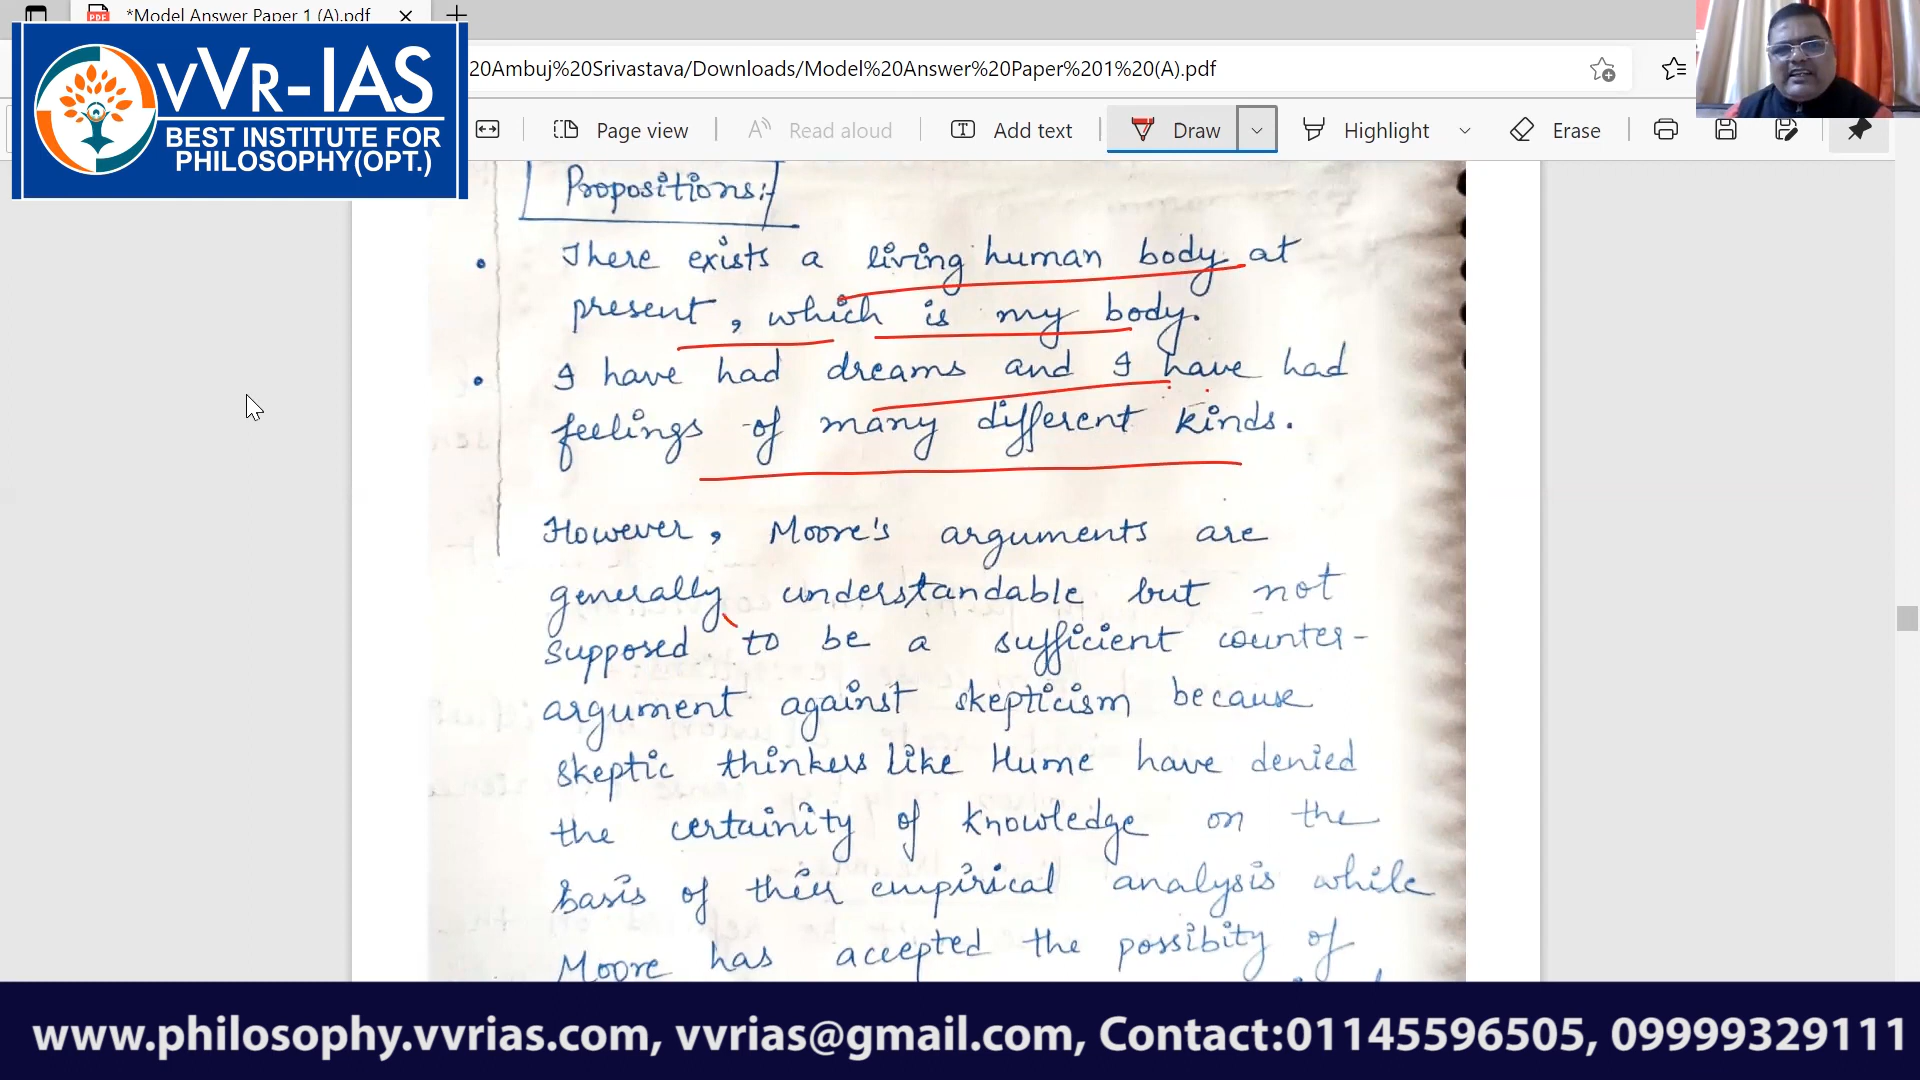 *Model Answer Paper 1 (A).pdf
VVR-IAS
BEST INSTITUTE FOR
PHILOSOPHY(OPT.)
20Ambuj%20Srivastava/Downloads/Model%20Answer%20Paper%201%20(A).pdf
Page view
Read aloud
Add text
Draw
Highlight
Erase
Propositions:-
There exists a living human body at
present, which is my body.
I have had dreams and I have had
feelings of many different kinds.
However, Moore's arguments are
generally understandable but not
supposed to be a sufficient counter-
argument against skepticism because
skeptic thinkers like Hume have denied
the certainity of knowledge on the
basis of their empirical analysis while
Moore has accepted the possibity of
www.philosophy.vvrias.com, vvrias@gmail.com, Contact:01145596505, 09999329111